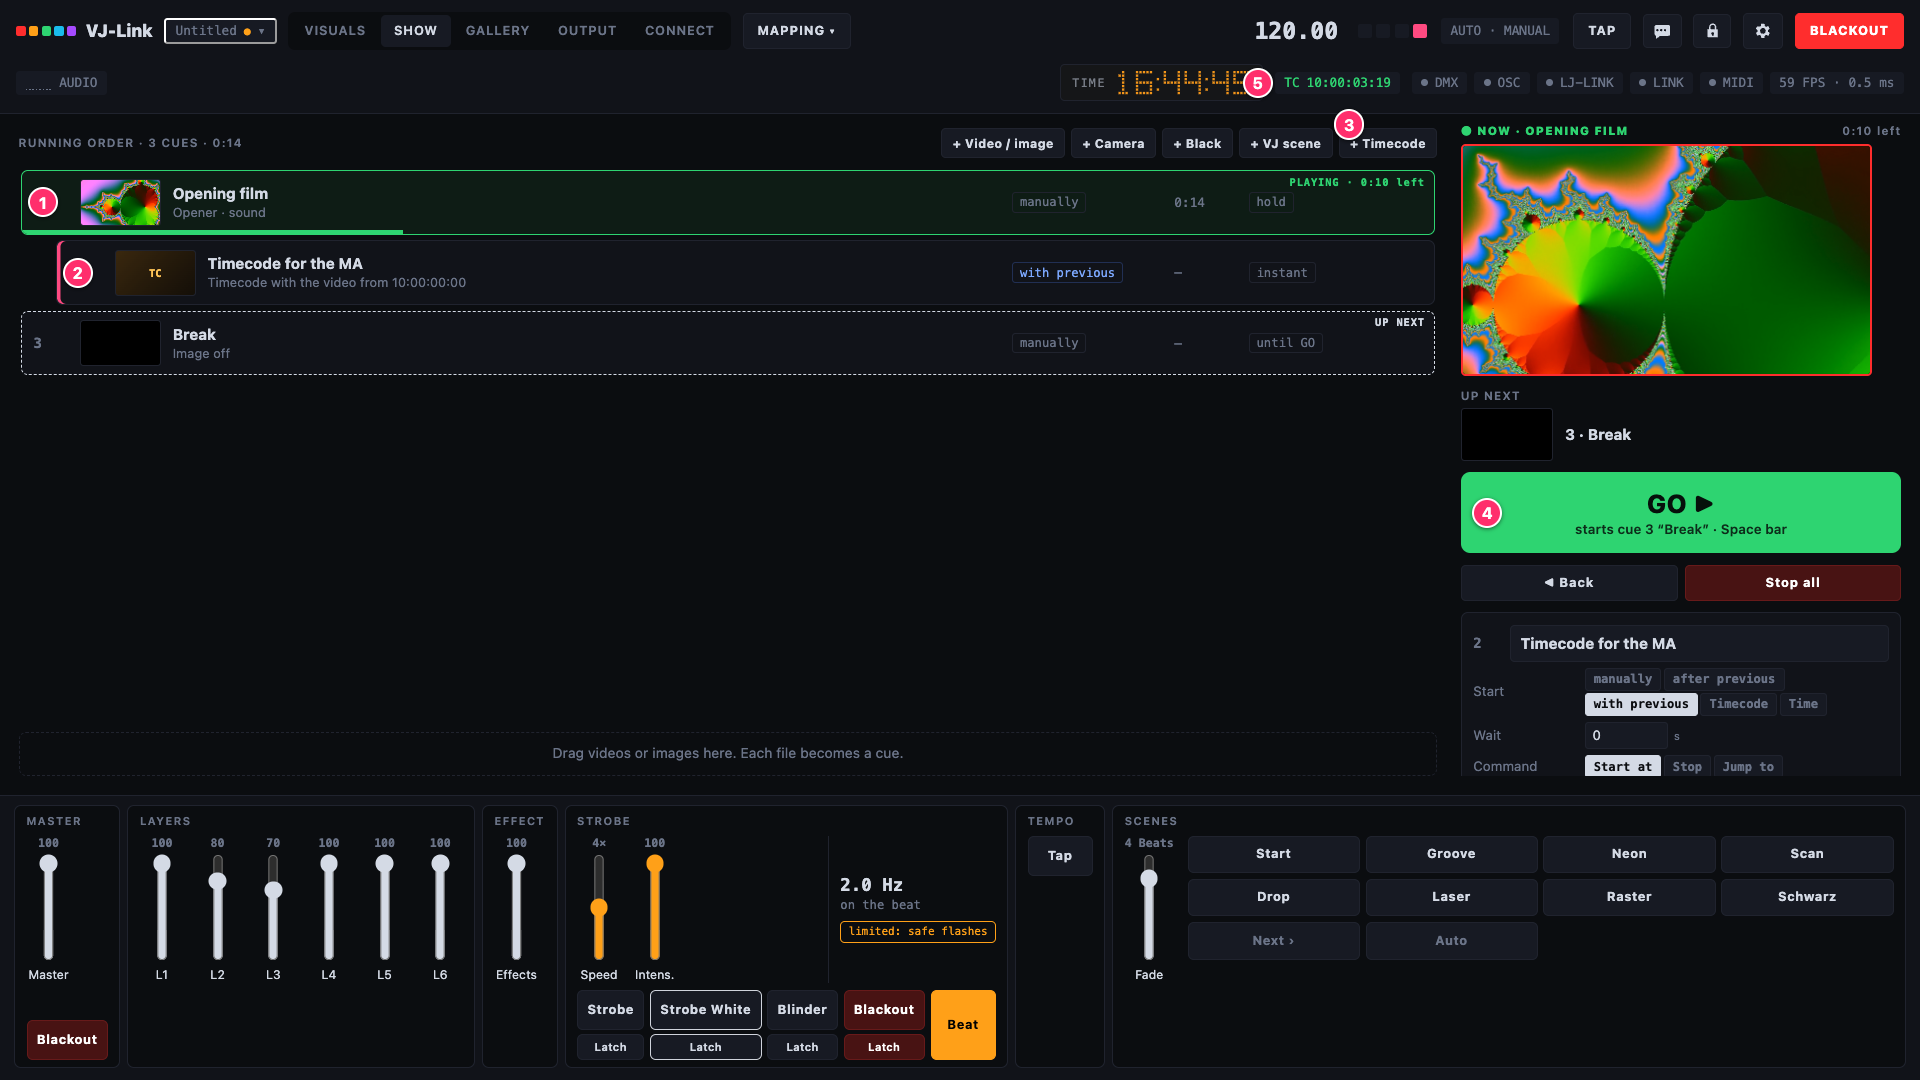 VJ-Link
Untitled
VISUALS
SHOW
GALLERY
OUTPUT
CONNECT
MAPPING
120.00
AUTO · MANUAL
TAP
BLACKOUT
AUDIO
TIME
5
TC 10:00:03:19
DMX
OSC
LJ-LINK
LINK
MIDI
59 FPS · 0.5 ms
RUNNING ORDER · 3 CUES · 0:14
+ Video / image
+ Camera
+ Black
+ VJ scene
3
+ Timecode
1
Opening film
Opener · sound
manually
0:14
hold
PLAYING · 0:10 left
2
TC
Timecode for the MA
Timecode with the video from 10:00:00:00
with previous
–
instant
3
Break
Image off
manually
–
until GO
UP NEXT
Drag videos or images here. Each file becomes a cue.
NOW · OPENING FILM
0:10 left
UP NEXT
3 · Break
4
GO ▶
starts cue 3 “Break” · Space bar
◀ Back
Stop all
2
Timecode for the MA
Start
manually
after previous
with previous
Timecode
Time
Wait
0
s
Command
Start at
Stop
Jump to
MASTER
100
Master
Blackout
LAYERS
100 80 70 100 100 100
L1 L2 L3 L4 L5 L6
EFFECT
100
Effects
STROBE
4× 100
Speed Intens.
2.0 Hz
on the beat
limited: safe flashes
Strobe
Strobe White
Blinder
Blackout
Beat
Latch
Latch
Latch
Latch
TEMPO
Tap
SCENES
4 Beats
Fade
Start
Groove
Neon
Scan
Drop
Laser
Raster
Schwarz
Next ›
Auto